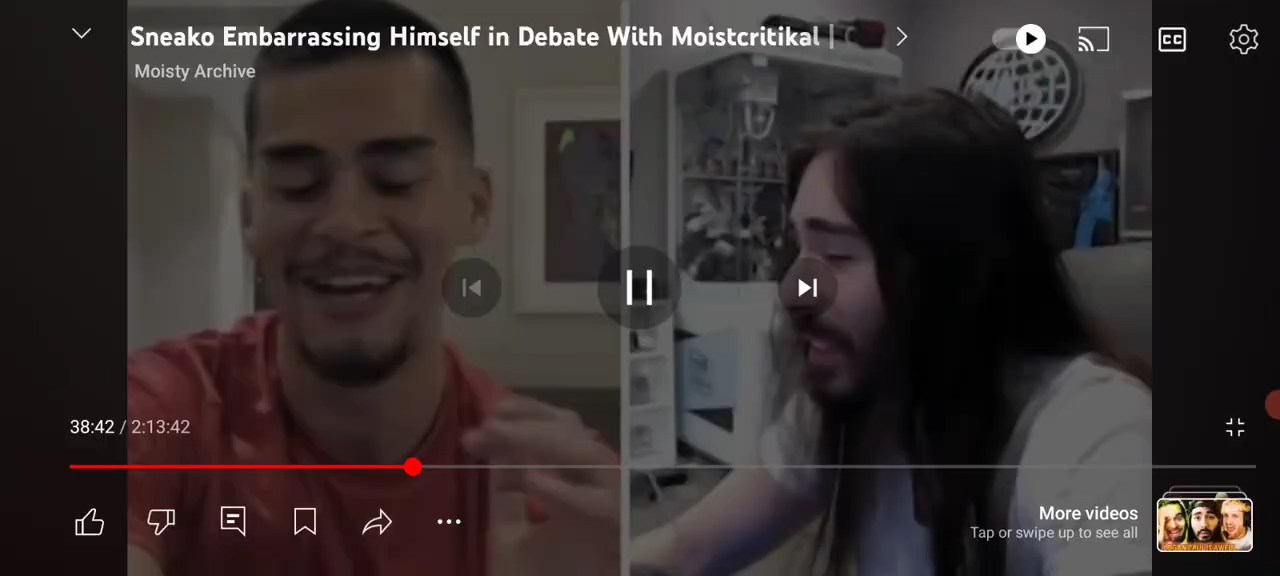 Sneako Embarrassing Himself in Debate With Moistcritikal |
Moisty Archive
CC
38:42 / 2:13:42
More videos
Tap or swipe up to see all